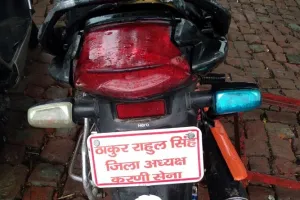 ठाकुर राहुल सिंह
जिला अध्यक्ष
करणी सेना